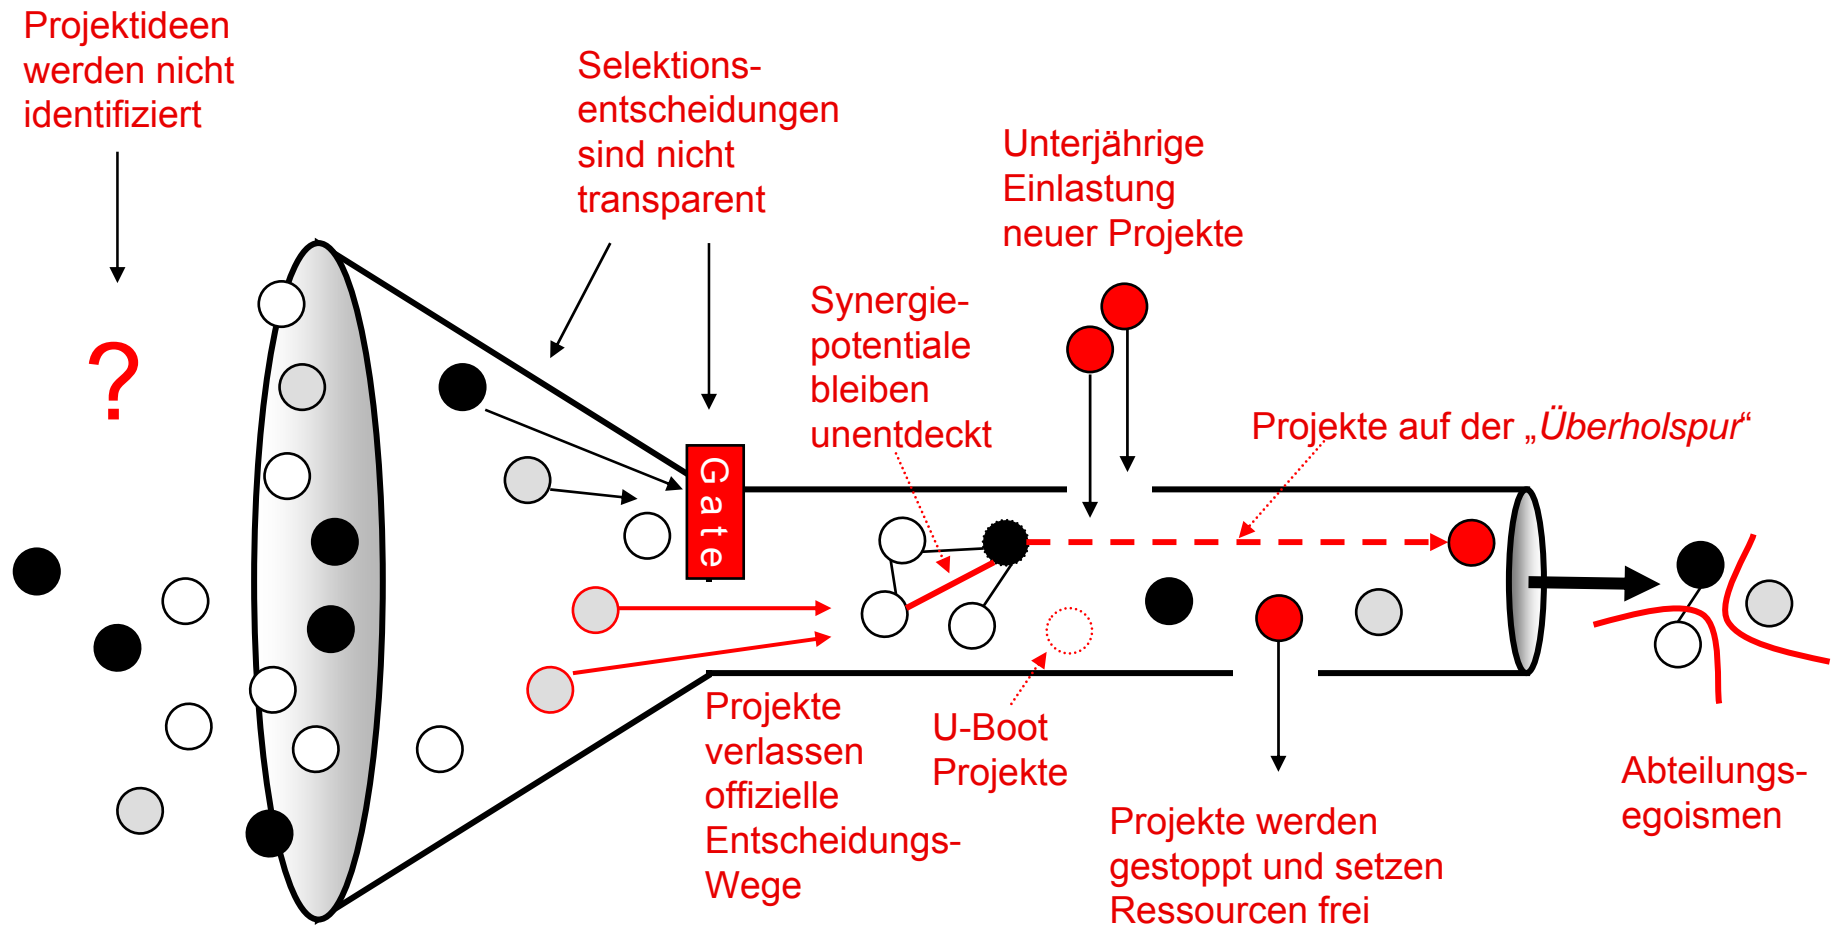 Projektideen
werden nicht
identifiziert
?
Selektions-
entscheidungen
sind nicht
transparent
Gate
Synergie-
potentiale
bleiben
unentdeckt
Unterjährige
Einlastung
neuer Projekte
Projekte auf der „Überholspur“
Projekte
verlassen
offizielle
Entscheidungs-
Wege
U-Boot
Projekte
Projekte werden
gestoppt und setzen
Ressourcen frei
Abteilungs-
egoismen